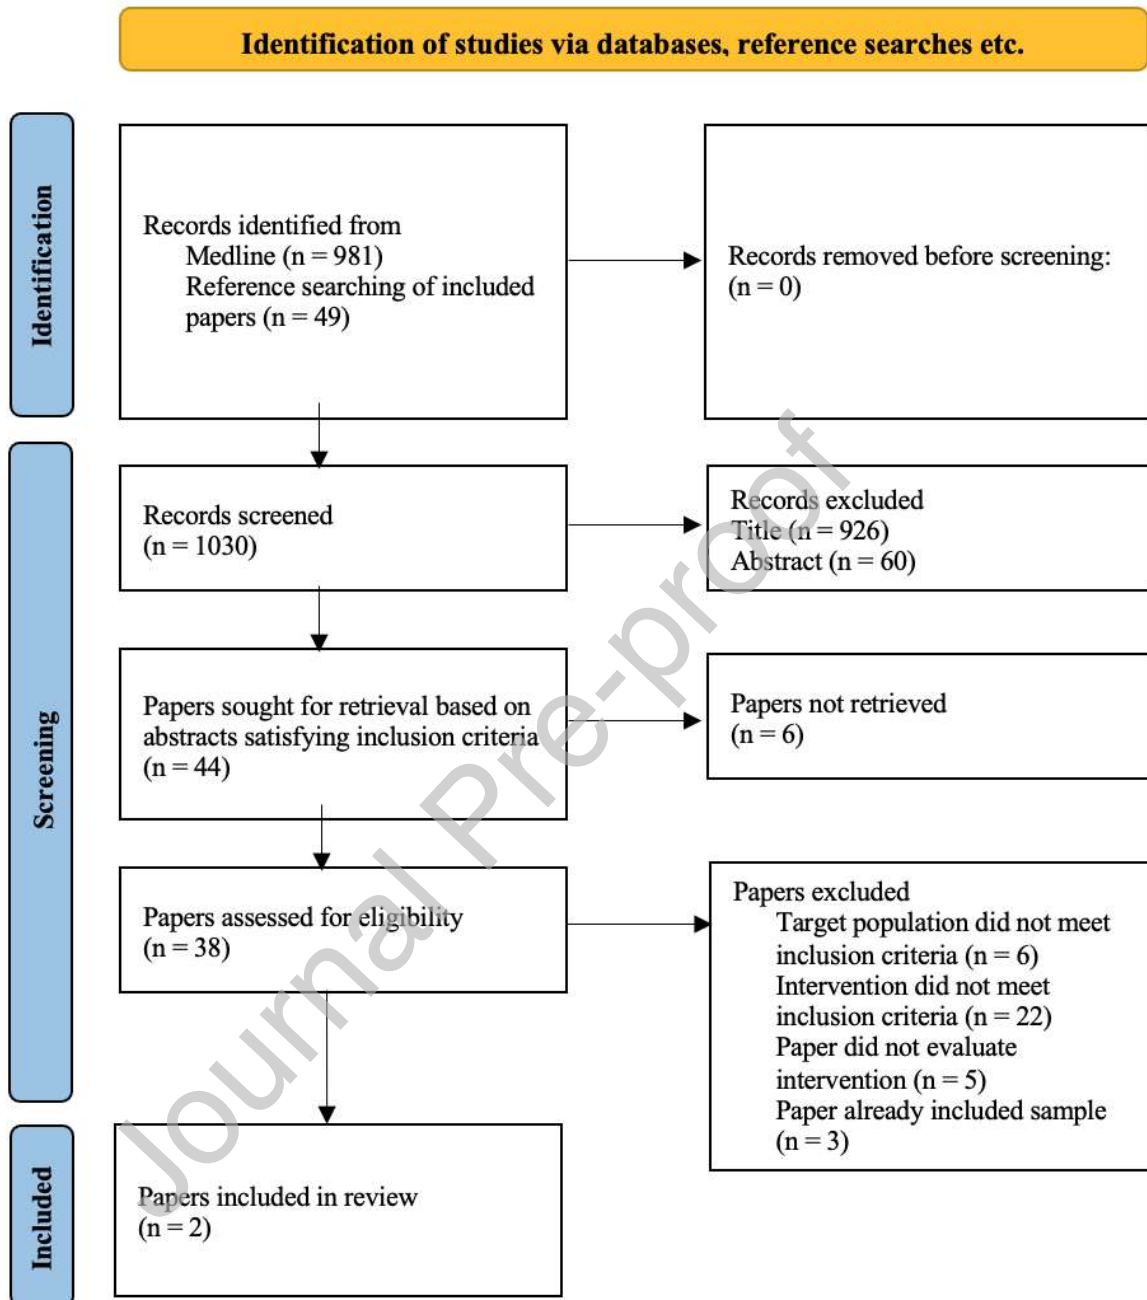 Identification of studies via databases, reference searches etc.
Identification
Records identified from
Medline (n = 981)
Reference searching of included
papers (n = 49)
Records removed before screening:
(n = 0)
Screening
Records screened
(n = 1030)
Records excluded
Title (n = 926)
Abstract (n = 60)
Papers sought for retrieval based on
abstracts satisfying inclusion criteria
(n = 44)
Papers not retrieved
(n = 6)
Papers assessed for eligibility
(n = 38)
Papers excluded
Target population did not meet
inclusion criteria (n = 6)
Intervention did not meet
inclusion criteria (n = 22)
Paper did not evaluate
intervention (n = 5)
Paper already included sample
(n = 3)
Included
Papers included in review
(n = 2)
Journal Pre-proof